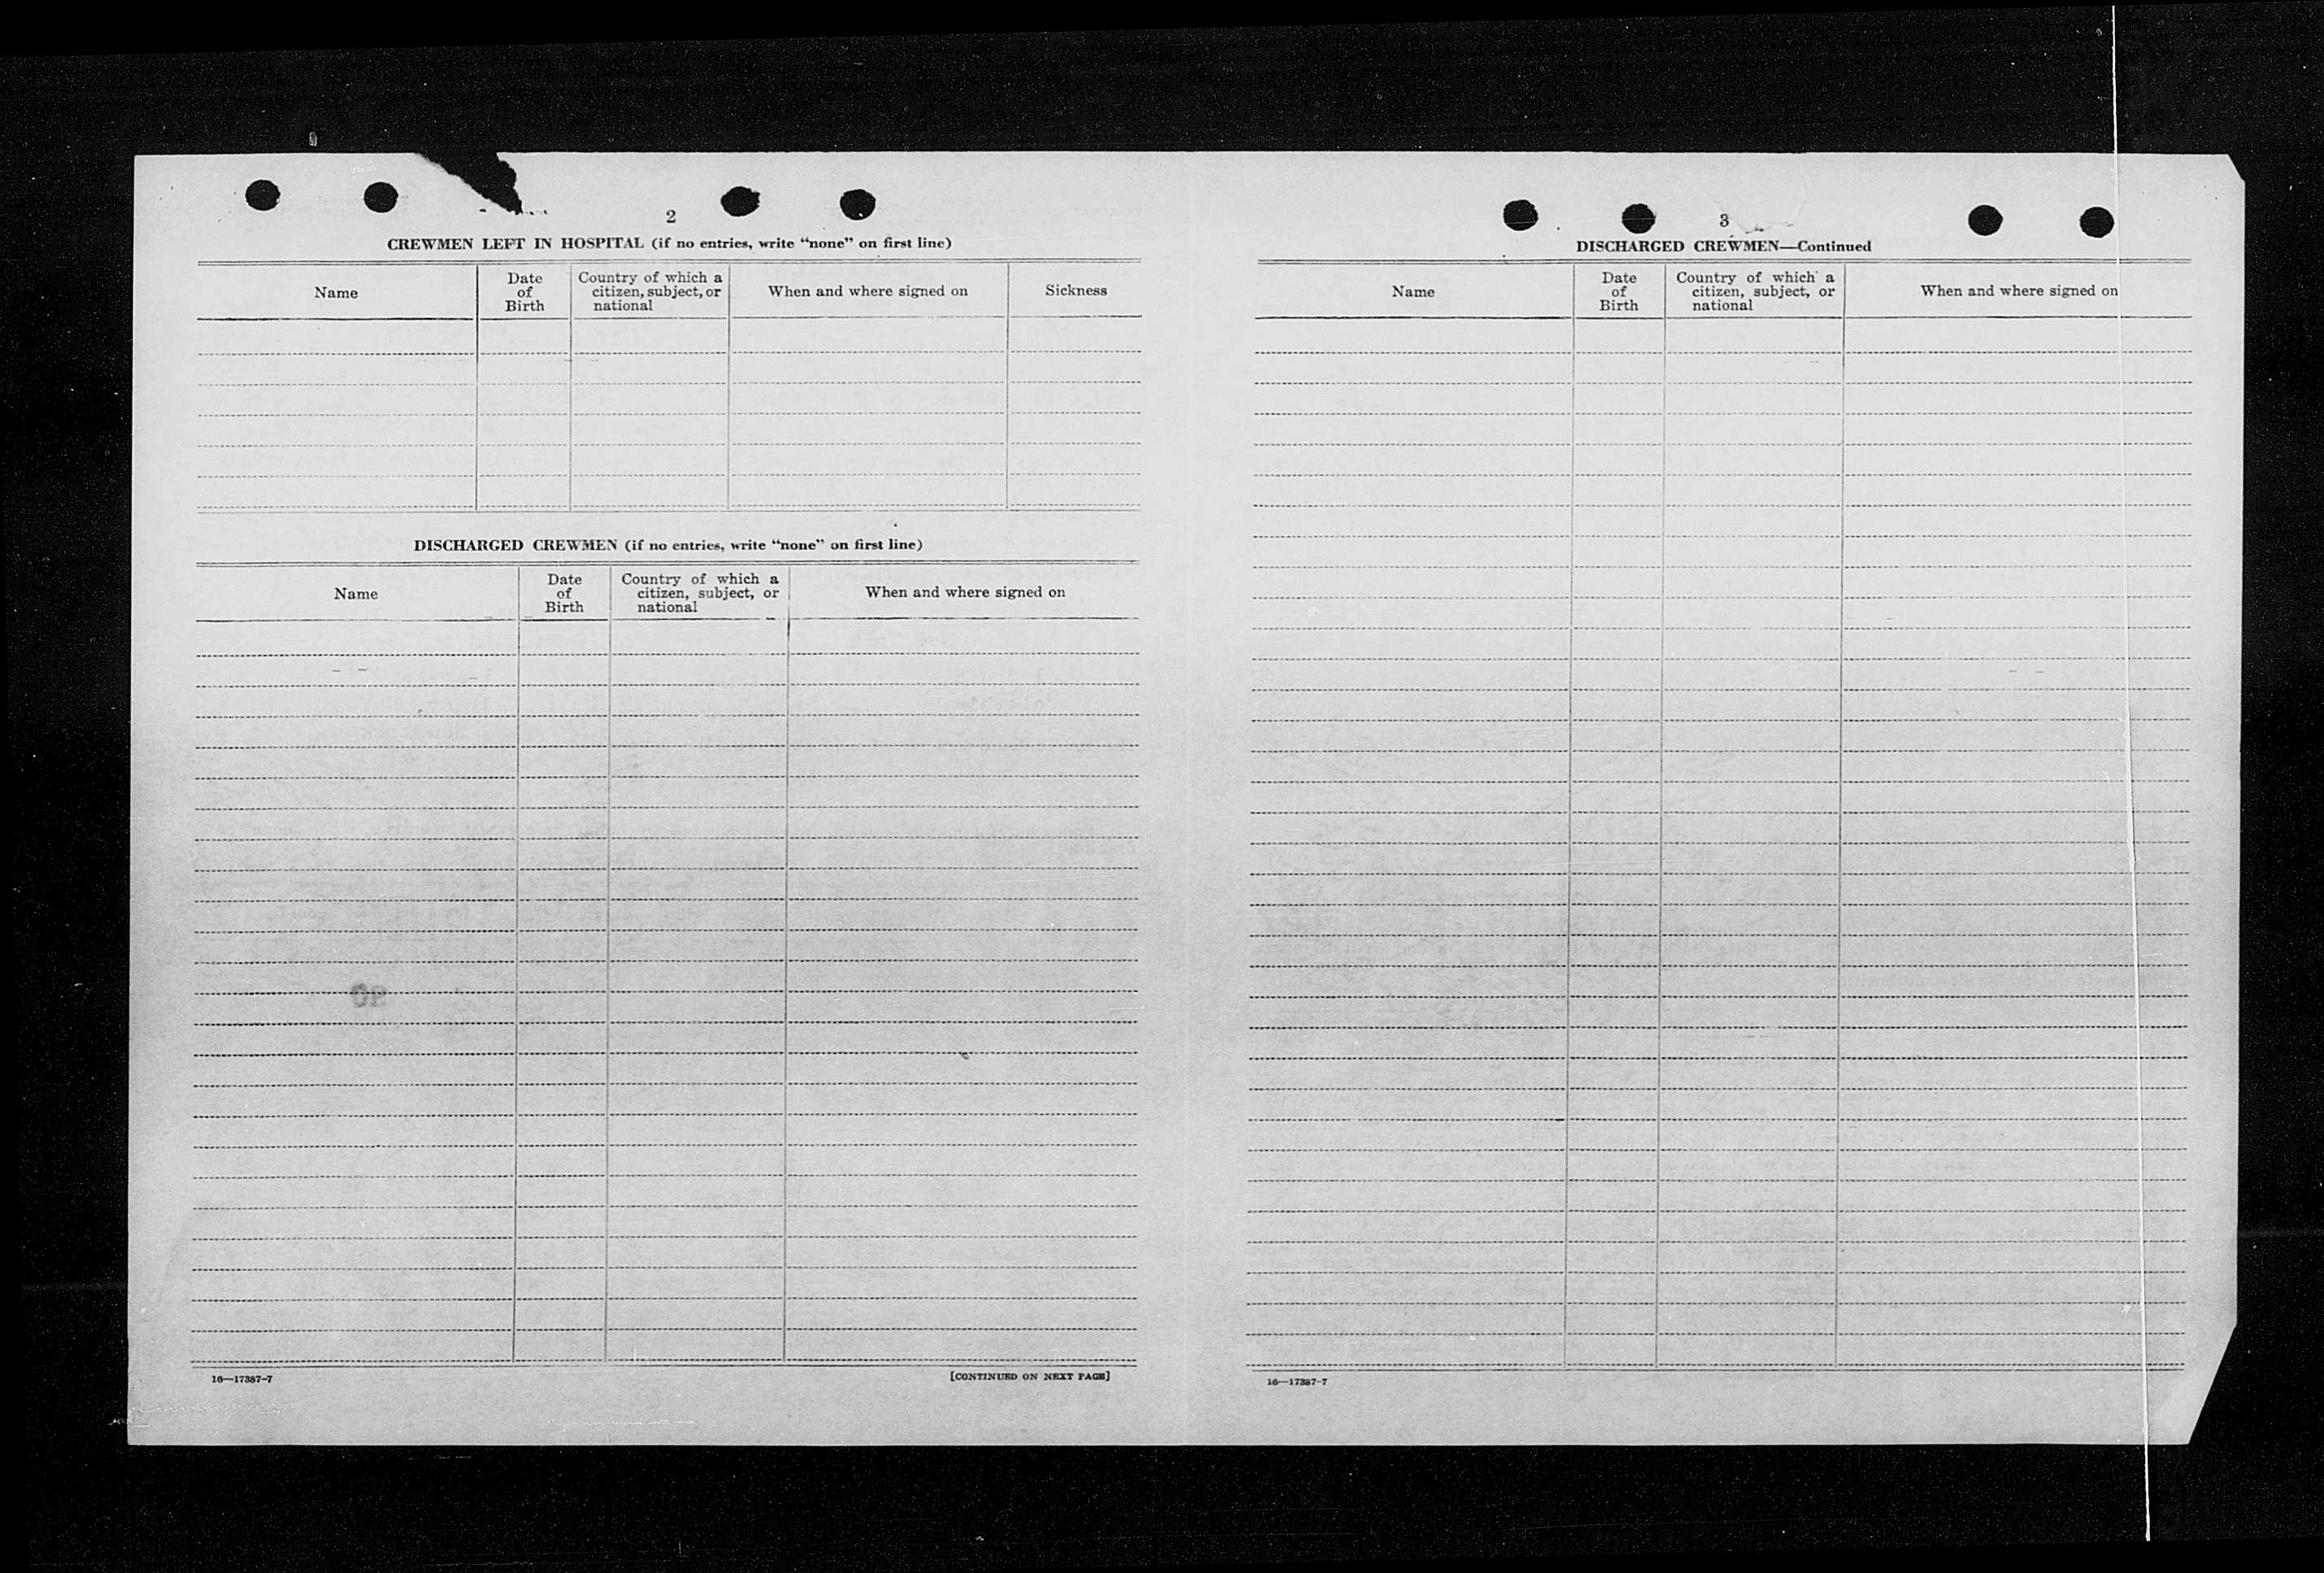 2
CREWMEN LEFT IN HOSPITAL (if no entries, write “none” on first line)
Name
Date of Birth
Country of which a citizen, subject, or national
When and where signed on
Sickness
DISCHARGED CREWMEN (if no entries, write “none” on first line)
Name
Date of Birth
Country of which a citizen, subject, or national
When and where signed on
16—17387-7
[CONTINUED ON NEXT PAGE]
3
DISCHARGED CREWMEN—Continued
Name
Date of Birth
Country of which a citizen, subject, or national
When and where signed on
16—17387-7